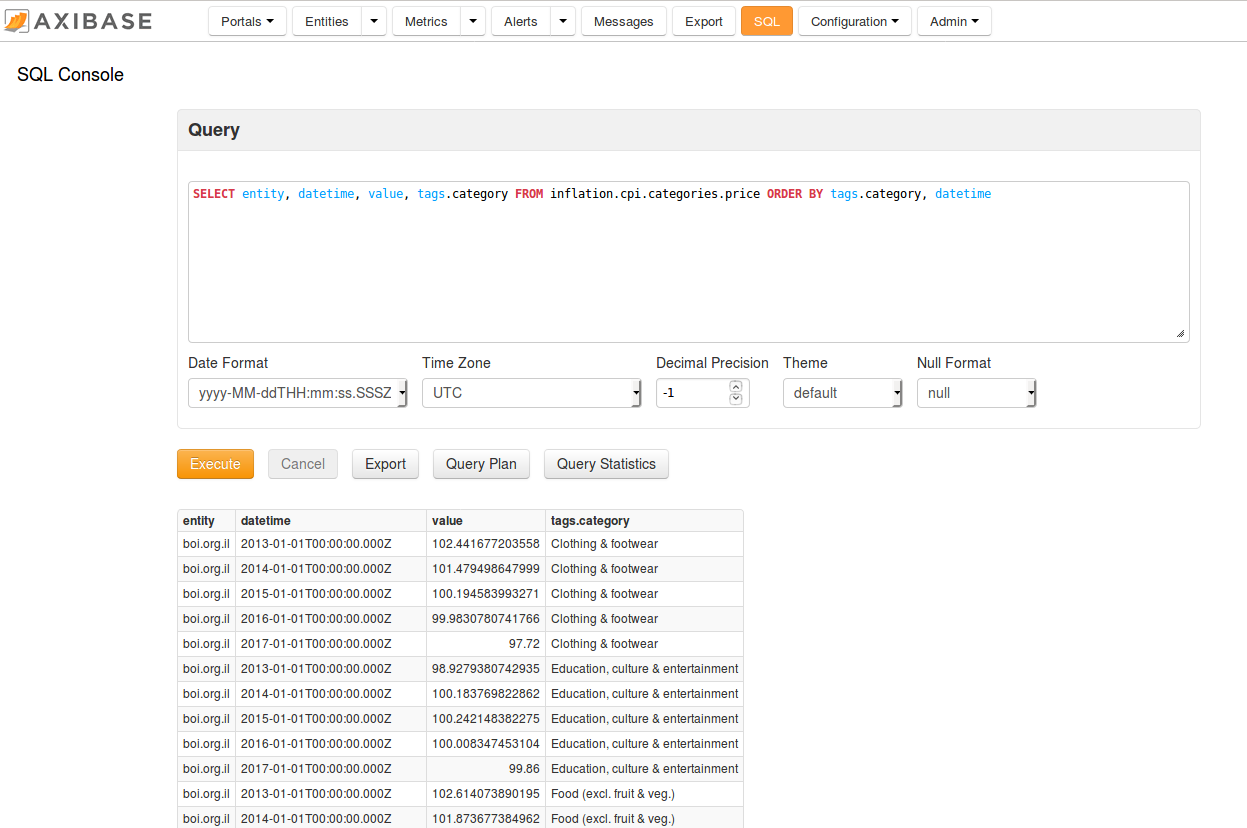 AXIBASE Portals Entities Metrics Alerts Messages Export SQL Configuration Admin
SQL Console
Query
SELECT entity, datetime, value, tags.category FROM inflation.cpi.categories.price ORDER BY tags.category, datetime
Date Format Time Zone Decimal Precision Theme Null Format
yyyy-MM-ddTHH:mm:ss.SSSZ UTC -1 default null
Execute Cancel Export Query Plan Query Statistics
entity datetime value tags.category
boi.org.il 2013-01-01T00:00:00.000Z 102.441677203558 Clothing & footwear
boi.org.il 2014-01-01T00:00:00.000Z 101.479498647999 Clothing & footwear
boi.org.il 2015-01-01T00:00:00.000Z 100.194583993271 Clothing & footwear
boi.org.il 2016-01-01T00:00:00.000Z 99.9830780741766 Clothing & footwear
boi.org.il 2017-01-01T00:00:00.000Z 97.72 Clothing & footwear
boi.org.il 2013-01-01T00:00:00.000Z 98.9279380742935 Education, culture & entertainment
boi.org.il 2014-01-01T00:00:00.000Z 100.183769822862 Education, culture & entertainment
boi.org.il 2015-01-01T00:00:00.000Z 100.242148382275 Education, culture & entertainment
boi.org.il 2016-01-01T00:00:00.000Z 100.008347453104 Education, culture & entertainment
boi.org.il 2017-01-01T00:00:00.000Z 99.86 Education, culture & entertainment
boi.org.il 2013-01-01T00:00:00.000Z 102.614073890195 Food (excl. fruit & veg.)
boi.org.il 2014-01-01T00:00:00.000Z 101.873677384962 Food (excl. fruit & veg.)